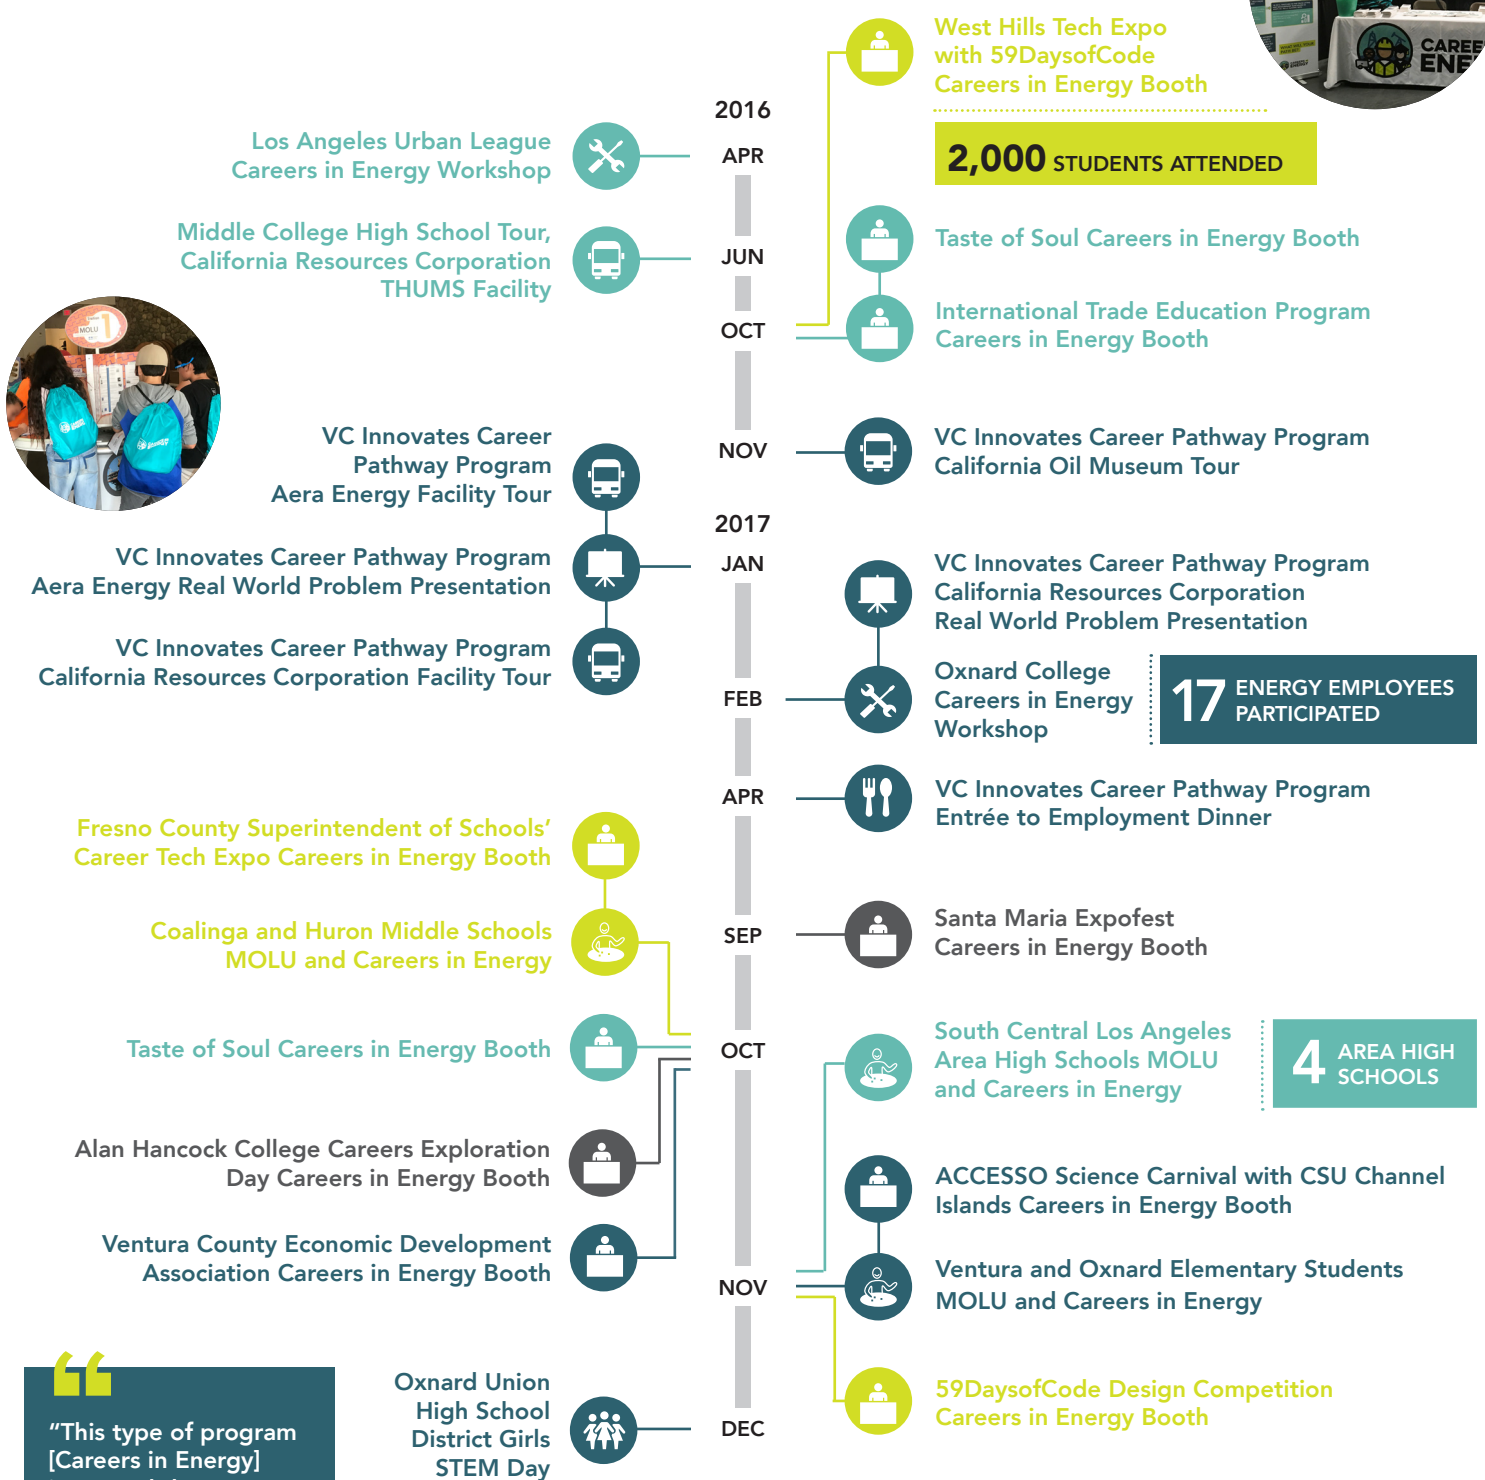 West Hills Tech Expo
with 59DaysofCode
Careers in Energy Booth
2,000 STUDENTS ATTENDED
CAREE
ENE
2016
APR
Los Angeles Urban League
Careers in Energy Workshop
JUN
Middle College High School Tour,
California Resources Corporation
THUMS Facility
Taste of Soul Careers in Energy Booth
OCT
International Trade Education Program
Careers in Energy Booth
MOLU
1
NOV
VC Innovates Career Pathway Program
California Oil Museum Tour
2017
JAN
VC Innovates Career
Pathway Program
Aera Energy Facility Tour
VC Innovates Career Pathway Program
Aera Energy Real World Problem Presentation
VC Innovates Career Pathway Program
California Resources Corporation Facility Tour
VC Innovates Career Pathway Program
California Resources Corporation
Real World Problem Presentation
FEB
Oxnard College
Careers in Energy
Workshop
17 ENERGY EMPLOYEES
PARTICIPATED
APR
VC Innovates Career Pathway Program
Entrée to Employment Dinner
SEP
Santa Maria Expofest
Careers in Energy Booth
OCT
Fresno County Superintendent of Schools’
Career Tech Expo Careers in Energy Booth
Coalinga and Huron Middle Schools
MOLU and Careers in Energy
Taste of Soul Careers in Energy Booth
Alan Hancock College Careers Exploration
Day Careers in Energy Booth
Ventura County Economic Development
Association Careers in Energy Booth
South Central Los Angeles
Area High Schools MOLU
and Careers in Energy
4 AREA HIGH
SCHOOLS
NOV
ACCESSO Science Carnival with CSU Channel
Islands Careers in Energy Booth
Ventura and Oxnard Elementary Students
MOLU and Careers in Energy
59DaysofCode Design Competition
Careers in Energy Booth
DEC
Oxnard Union
High School
District Girls
STEM Day
“
“This type of program
[Careers in Energy]